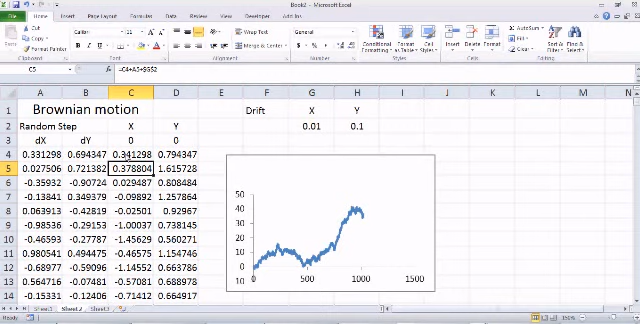 Book2 - Microsoft Excel
File Home Insert Page Layout Formulas Data Review View Developer Add-Ins
Paste Cut Copy Format Painter Calibri 11 Wrap Text Merge & Center General Conditional Formatting Format as Table Cell Styles Insert Delete Format AutoSum Fill Clear Sort & Filter Find & Select
Clipboard Font Alignment Number Styles Cells Editing
C5 =C4+A5+$G$2
A B C D E F G H I J K L M N
1 Brownian motion Drift X Y
2 Random Step X Y 0.01 0.1
3 dX dY 0 0
4 0.331298 0.694347 0.341298 0.794347
5 0.027506 0.721382 0.378804 1.615728
6 -0.35932 -0.90724 0.029487 0.808484
7 -0.13841 0.349379 -0.09892 1.257864
8 0.063913 -0.42819 -0.02501 0.92967
9 -0.98536 -0.29153 -1.00037 0.738145
10 -0.46593 -0.27787 -1.45629 0.560271
11 0.980541 0.494475 -0.46575 1.154746
12 -0.68977 -0.59096 -1.14552 0.663786
13 0.564716 -0.07481 -0.57081 0.688978
14 -0.15331 -0.12406 -0.71412 0.664917
50
40
30
20
10
0
10
0 500 1000 1500
Sheet1 Sheet2 Sheet3
Ready 150%